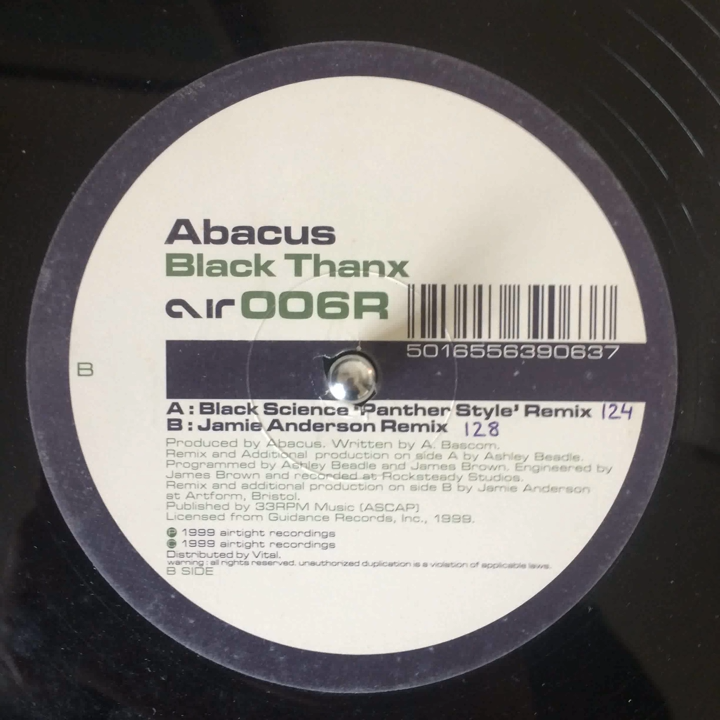 Abacus
Black Thanx
air 006R
5016556390637
B
A : Black Science 'Panther Style' Remix 124
B : Jamie Anderson Remix 128
Produced by Abacus. Written by A. Bascom.
Remix and Additional production on side A by Ashley Beadle.
Programmed by Ashley Beadle and James Brown. Engineered by
James Brown and recorded at Rocksteady Studios.
Remix and additional production on side B by Jamie Anderson
at Artform, Bristol.
Published by 33RPM Music (ASCAP)
Licensed from Guidance Records, Inc., 1999.
℗ 1999 airtight recordings
© 1999 airtight recordings
Distributed by Vital.
warning : all rights reserved. unauthorized duplication is a violation of applicable laws.
B SIDE